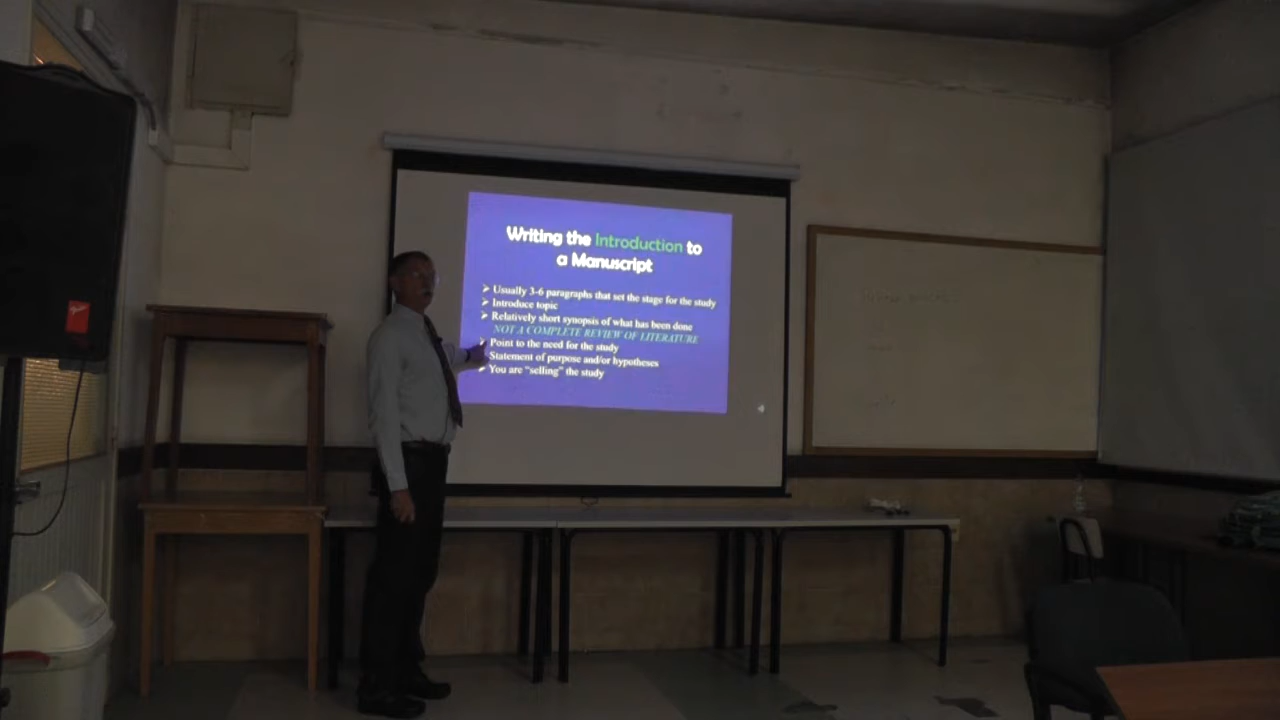 Writing the Introduction to
a Manuscript
➢ Usually 3-6 paragraphs that set the stage for the study
➢ Introduce topic
➢ Relatively short synopsis of what has been done
NOT A COMPLETE REVIEW OF LITERATURE
➢ Point to the need for the study
Statement of purpose and/or hypotheses
➢ You are “selling” the study